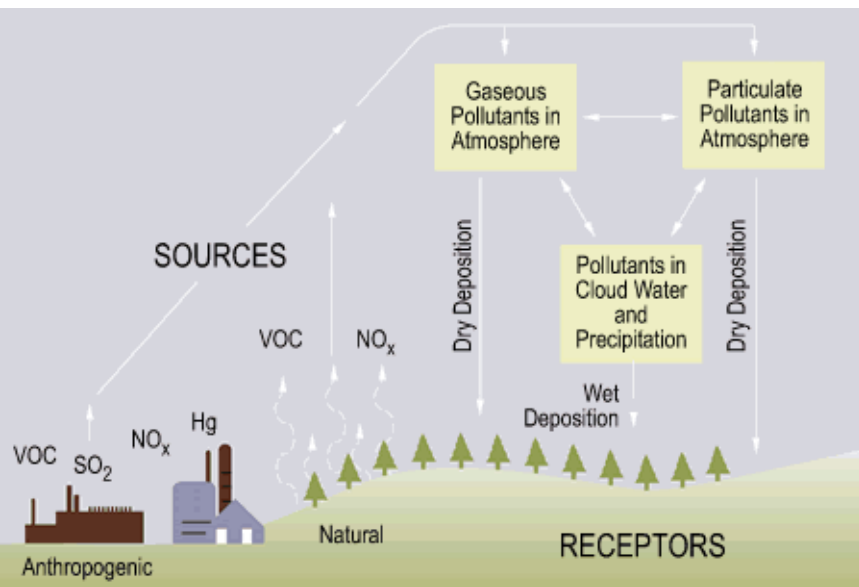 Gaseous
Pollutants in
Atmosphere
Particulate
Pollutants in
Atmosphere
SOURCES
Dry Deposition
Pollutants in
Cloud Water
and
Precipitation
Dry Deposition
VOC
NOx
Wet
Deposition
VOC
SO2
NOx
Hg
Natural
RECEPTORS
Anthropogenic